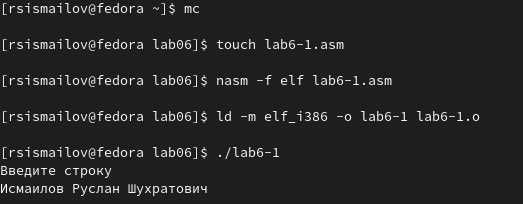 [rsismailov@fedora ~]$ mc
[rsismailov@fedora lab06]$ touch lab6-1.asm
[rsismailov@fedora lab06]$ nasm -f elf lab6-1.asm
[rsismailov@fedora lab06]$ ld -m elf_i386 -o lab6-1 lab6-1.o
[rsismailov@fedora lab06]$ ./lab6-1
Введите строку
Исмаилов Руслан Шухратович